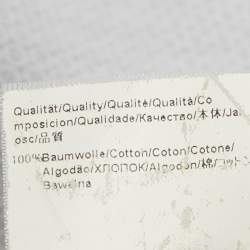 Qualität/Quality/Qualité/Qualità/Co
mposicion/Qualidade/Качество/本体/Ja
osc/品質
100%Baumwolle/Cotton/Coton/Cotone/
Algodão/ХЛОПОК/Algodon/棉/コットン
Bawelna